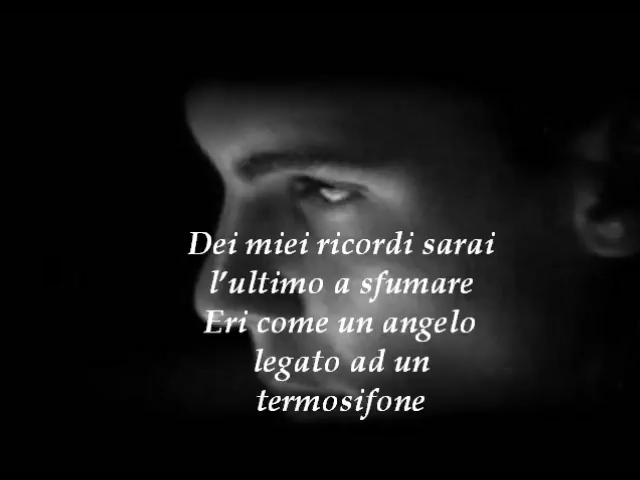 Dei miei ricordi sarai
l'ultimo a sfumare
Eri come un angelo
legato ad un
termosifone